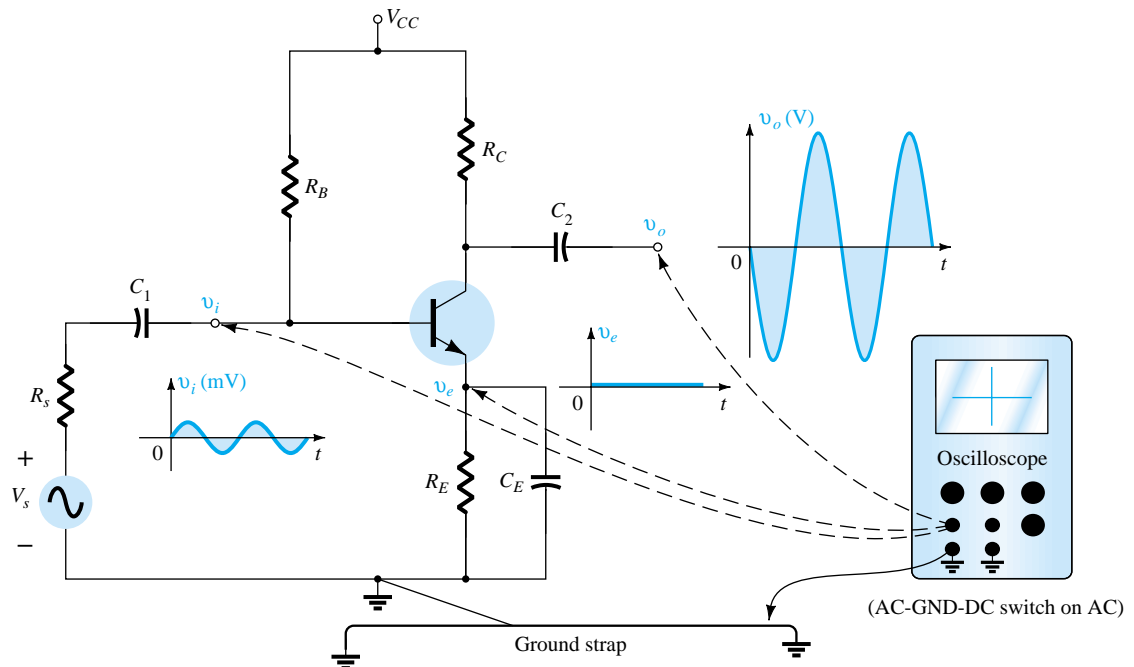 V_CC
υ_o (V)
R_C
R_B
C_2
υ_o
0
t
C_1
υ_i
υ_e
υ_i (mV)
υ_e
0
t
R_s
0
t
Oscilloscope
+
V_s
−
R_E
C_E
(AC-GND-DC switch on AC)
Ground strap